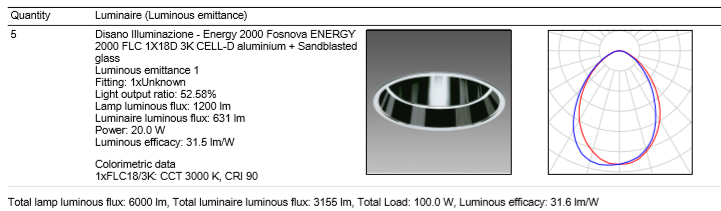 Quantity Luminaire (Luminous emittance)
5 Disano Illuminazione - Energy 2000 Fosnova ENERGY
2000 FLC 1X18D 3K CELL-D aluminium + Sandblasted
glass
Luminous emittance 1
Fitting: 1xUnknown
Light output ratio: 52.58%
Lamp luminous flux: 1200 lm
Luminaire luminous flux: 631 lm
Power: 20.0 W
Luminous efficacy: 31.5 lm/W
Colorimetric data
1xFLC18/3K: CCT 3000 K, CRI 90
Total lamp luminous flux: 6000 lm, Total luminaire luminous flux: 3155 lm, Total Load: 100.0 W, Luminous efficacy: 31.6 lm/W